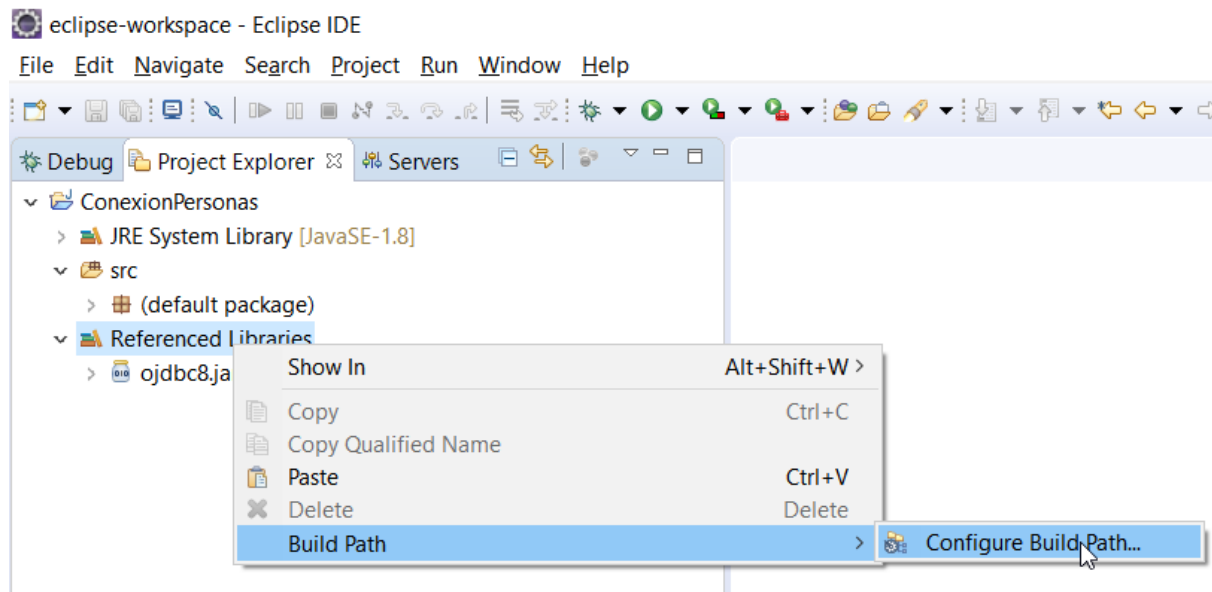 eclipse-workspace - Eclipse IDE
File Edit Navigate Search Project Run Window Help
Debug Project Explorer Servers
ConexionPersonas
JRE System Library [JavaSE-1.8]
src
(default package)
Referenced Libraries
ojdbc8.ja
Show In Alt+Shift+W
Copy Ctrl+C
Copy Qualified Name
Paste Ctrl+V
Delete Delete
Build Path
Configure Build Path...